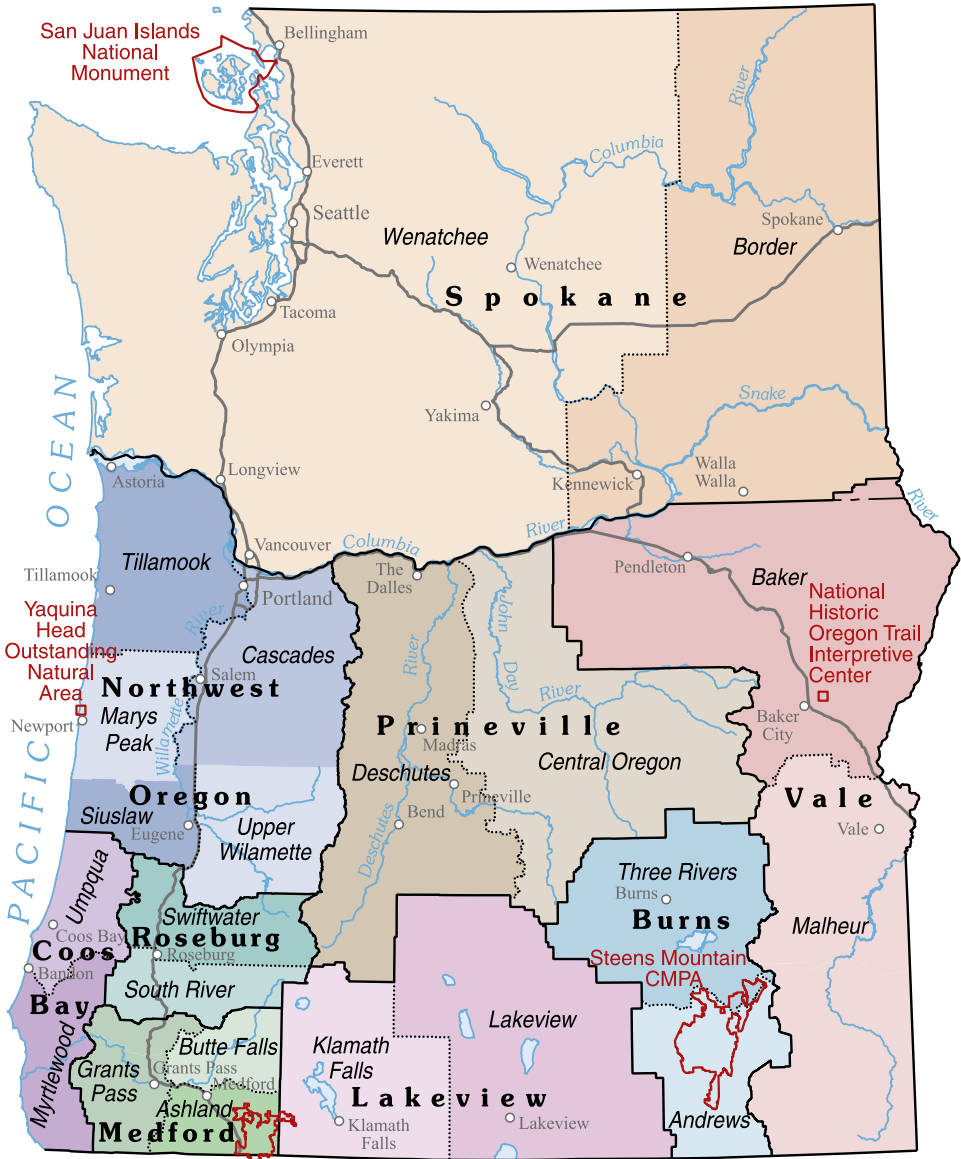 San Juan Islands
National
Monument
Bellingham
River
Columbia
Everett
Seattle
Spokane
Wenatchee
Border
Wenatchee
Spokane
Tacoma
Olympia
Snake
Yakima
OCEAN
Walla
Walla
Longview
Kennewick
Astoria
River
River
Vancouver
Columbia
Tillamook
The
Dalles
Pendleton
Baker
Tillamook
Portland
National
Historic
Oregon Trail
Interpretive
Center
Yaquina
Head
Outstanding
Natural
Area
River
John
Day
River
River
Cascades
Salem
Northwest
Marys
Peak
Newport
Willamette
Prineville
Madras
Baker
City
Central Oregon
Deschutes
Prineville
Oregon
Siuslaw
Eugene
Vale
Vale
Bend
Deschutes
Upper
Wilamette
PACIFIC
Umpqua
Three Rivers
Burns
Burns
Swiftwater
Malheur
Coos Bay
Roseburg
Coos
Roseburg
Bandon
Steens Mountain
CMPA
South River
Bay
Lakeview
Butte Falls
Klamath
Falls
Grants
Pass
Grants Pass
Medford
Myrtlewood
Ashland
Lakeview
Medford
Klamath
Falls
Lakeview
Andrews